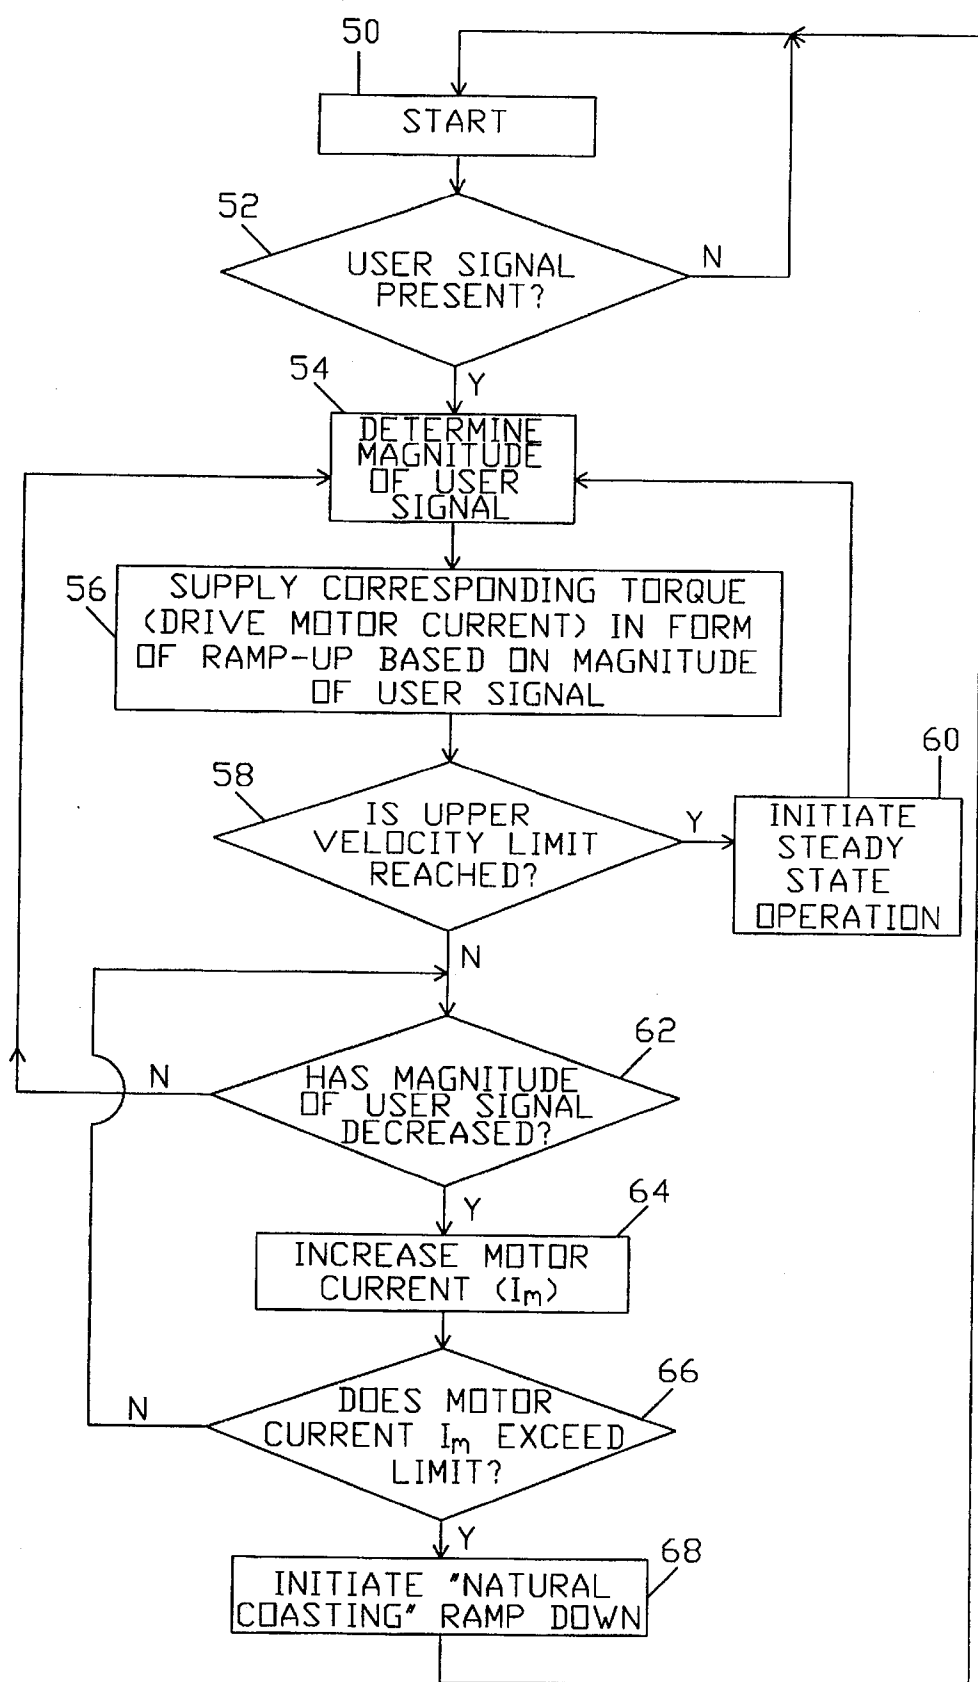 50
START
52
USER SIGNAL
PRESENT?
N
Y
54
DETERMINE
MAGNITUDE
OF USER
SIGNAL
56
SUPPLY CORRESPONDING TORQUE
(DRIVE MOTOR CURRENT) IN FORM
OF RAMP-UP BASED ON MAGNITUDE
OF USER SIGNAL
58
IS UPPER
VELOCITY LIMIT
REACHED?
Y
60
INITIATE
STEADY
STATE
OPERATION
N
62
HAS MAGNITUDE
OF USER SIGNAL
DECREASED?
N
Y
64
INCREASE MOTOR
CURRENT (Im)
66
DOES MOTOR
CURRENT Im EXCEED
LIMIT?
N
Y
68
INITIATE "NATURAL
COASTING" RAMP DOWN